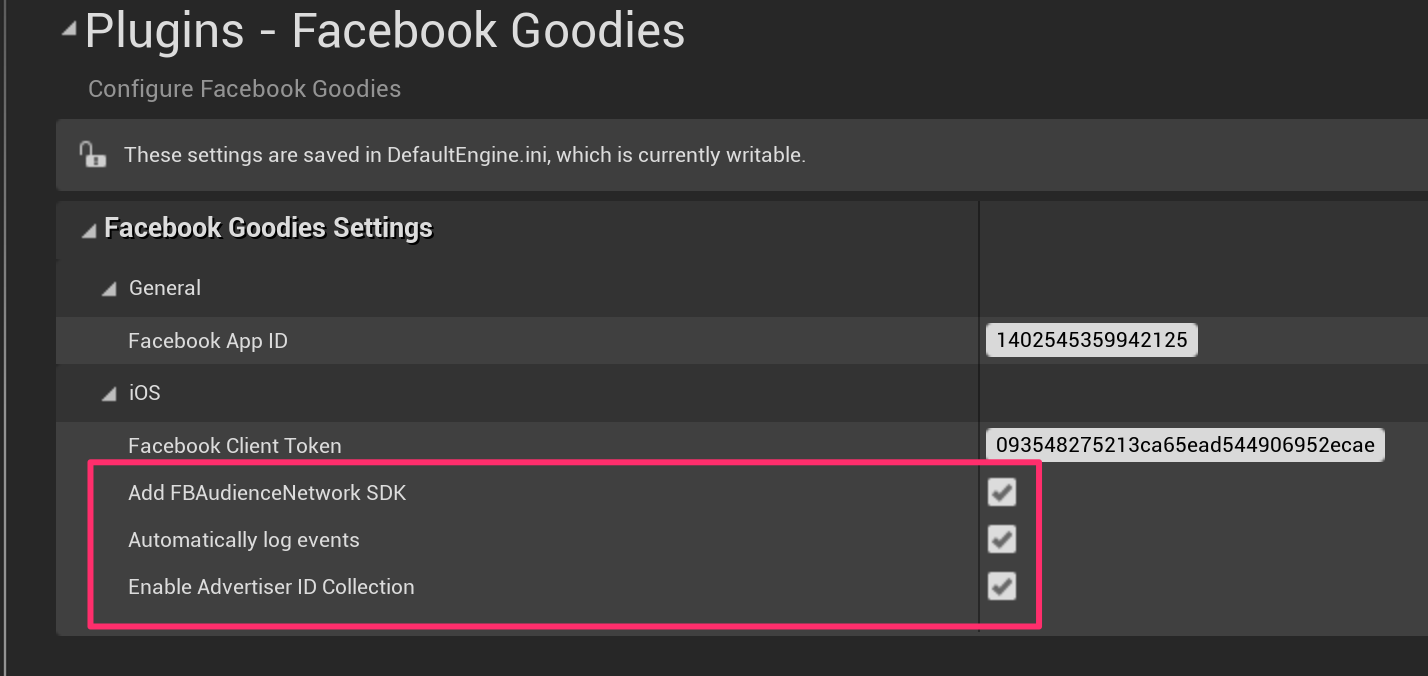 Plugins - Facebook Goodies
Configure Facebook Goodies
These settings are saved in DefaultEngine.ini, which is currently writable.
Facebook Goodies Settings
General
Facebook App ID 1402545359942125
iOS
Facebook Client Token 093548275213ca65ead544906952ecae
Add FBAudienceNetwork SDK
Automatically log events
Enable Advertiser ID Collection